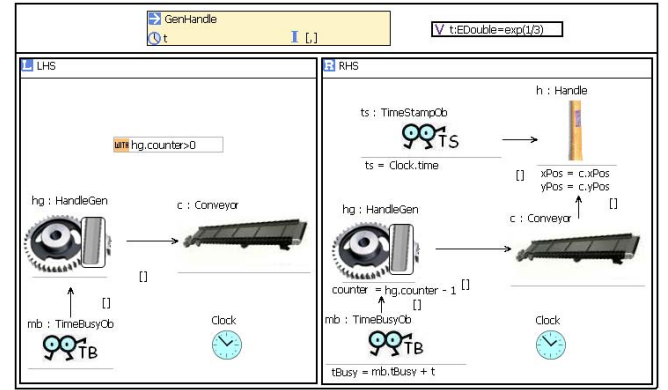 GenHandle
t
[,]
V t:EDouble=exp(1/3)
L LHS
WITH hg.counter>0
hg : HandleGen
c : Conveyor
[]
[]
mb : TimeBusyOb
TB
Clock
R RHS
h : Handle
ts : TimeStampOb
TS
ts = Clock.time
[]
xPos = c.xPos
yPos = c.yPos
[]
hg : HandleGen
c : Conveyor
counter = hg.counter - 1
[]
[]
mb : TimeBusyOb
TB
Clock
tBusy = mb.tBusy + t